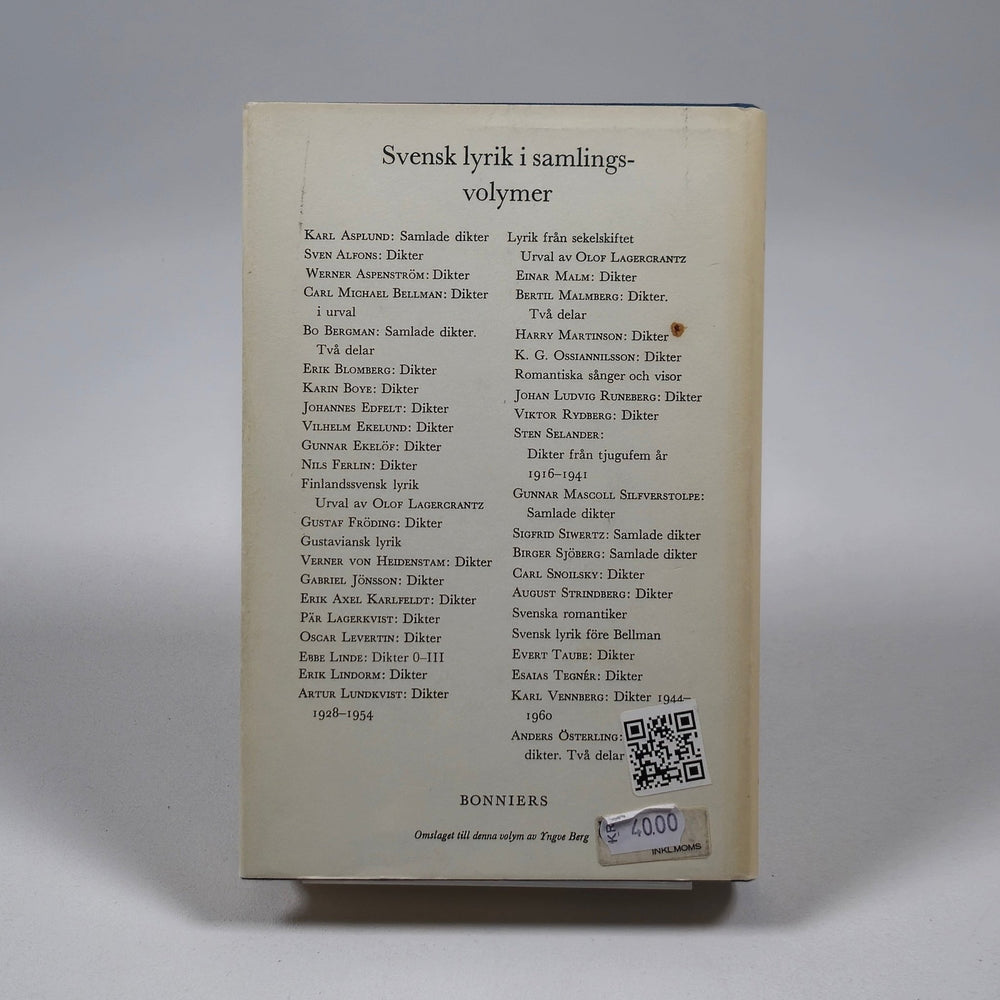 Svensk lyrik i samlings-
volymer
Karl Asplund: Samlade dikter
Sven Alfons: Dikter
Werner Aspenström: Dikter
Carl Michael Bellman: Dikter
i urval
Bo Bergman: Samlade dikter.
Två delar
Erik Blomberg: Dikter
Karin Boye: Dikter
Johannes Edfelt: Dikter
Vilhelm Ekelund: Dikter
Gunnar Ekelöf: Dikter
Nils Ferlin: Dikter
Finlandssvensk lyrik
Urval av Olof Lagercrantz
Gustaf Fröding: Dikter
Gustaviansk lyrik
Verner von Heidenstam: Dikter
Gabriel Jönsson: Dikter
Erik Axel Karlfeldt: Dikter
Pär Lagerkvist: Dikter
Oscar Levertin: Dikter
Ebbe Linde: Dikter 0–III
Erik Lindorm: Dikter
Artur Lundkvist: Dikter
1928–1954
Lyrik från sekelskiftet
Urval av Olof Lagercrantz
Einar Malm: Dikter
Bertil Malmberg: Dikter.
Två delar
Harry Martinson: Dikter
K. G. Ossiannilsson: Dikter
Romantiska sånger och visor
Johan Ludvig Runeberg: Dikter
Viktor Rydberg: Dikter
Sten Selander:
Dikter från tjugufem år
1916–1941
Gunnar Mascoll Silfverstolpe:
Samlade dikter
Sigfrid Siwertz: Samlade dikter
Birger Sjöberg: Samlade dikter
Carl Snoilsky: Dikter
August Strindberg: Dikter
Svenska romantiker
Svensk lyrik före Bellman
Evert Taube: Dikter
Esaias Tegnér: Dikter
Karl Vennberg: Dikter 1944–
1960
Anders Österling:
dikter. Två delar
BONNIERS
Omslaget till denna volym av Yngve Berg
KR 40.00
INKL.MOMS